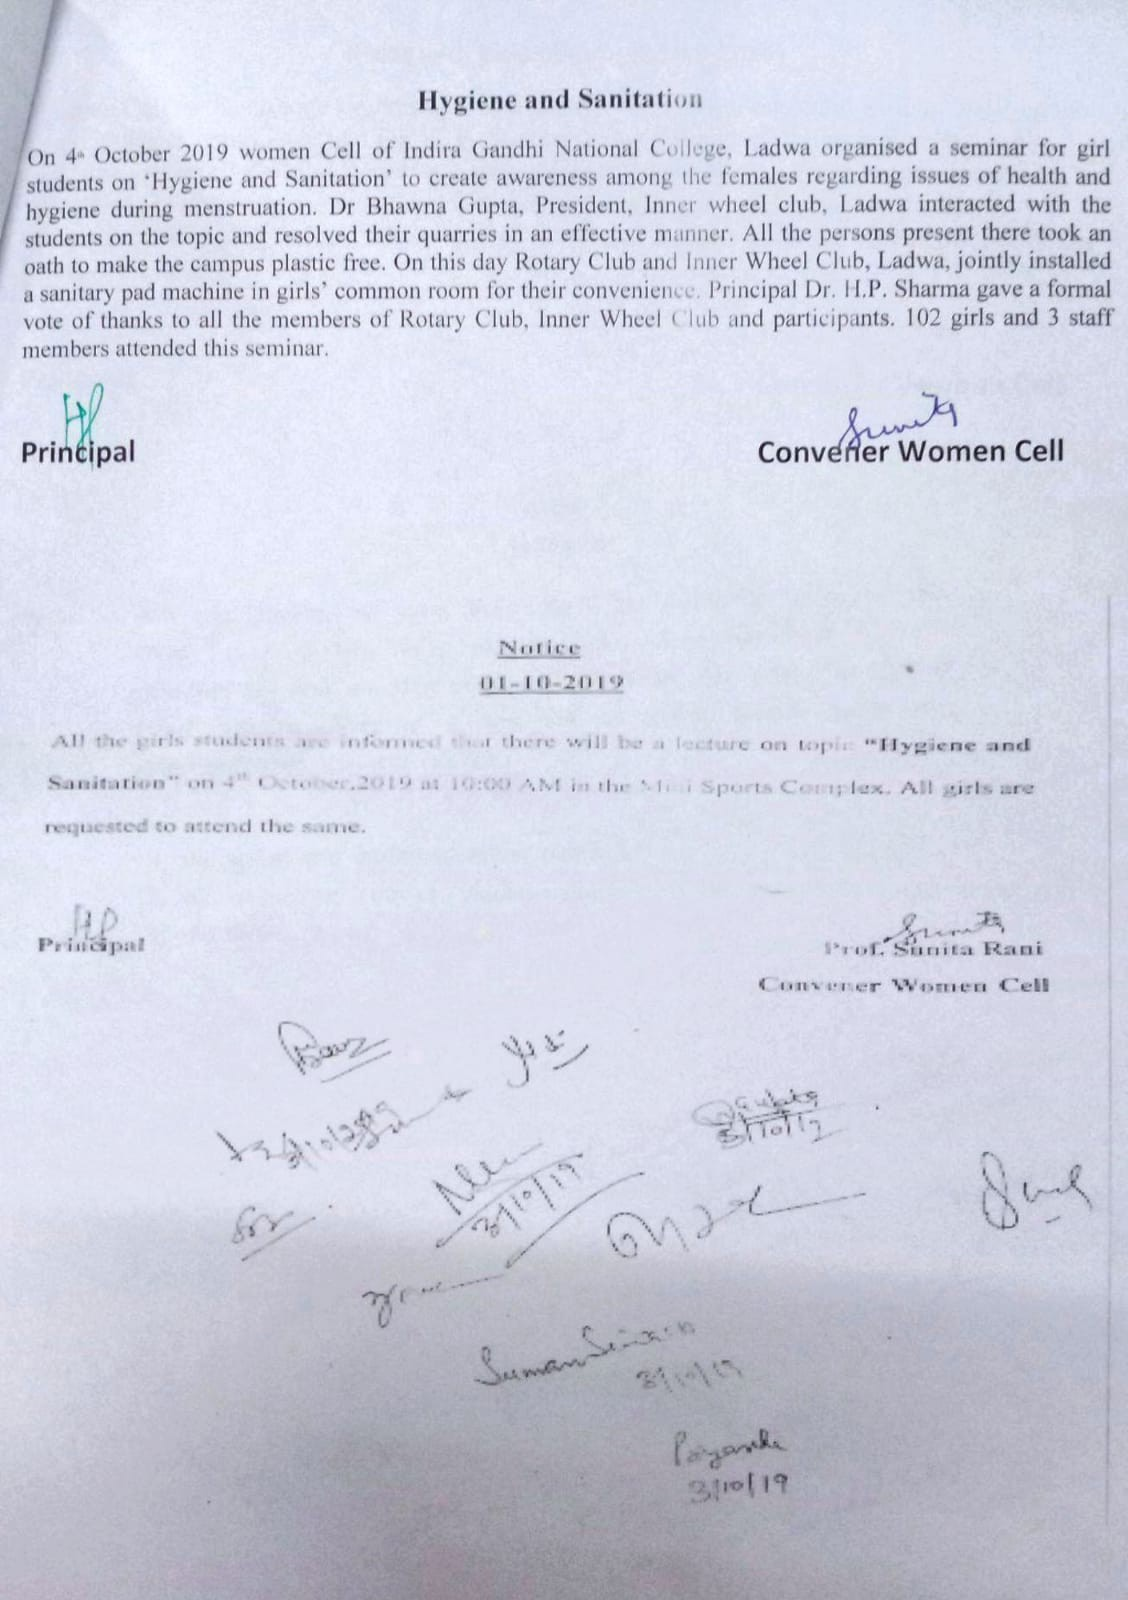 Hygiene and Sanitation
On 4th October 2019 women Cell of Indira Gandhi National College, Ladwa organised a seminar for girl
students on ‘Hygiene and Sanitation’ to create awareness among the females regarding issues of health and
hygiene during menstruation. Dr Bhawna Gupta, President, Inner wheel club, Ladwa interacted with the
students on the topic and resolved their quarries in an effective manner. All the persons present there took an
oath to make the campus plastic free. On this day Rotary Club and Inner Wheel Club, Ladwa, jointly installed
a sanitary pad machine in girls’ common room for their convenience. Principal Dr. H.P. Sharma gave a formal
vote of thanks to all the members of Rotary Club, Inner Wheel Club and participants. 102 girls and 3 staff
members attended this seminar.
Sunita
Principal Convener Women Cell
Notice
01-10-2019
All the girls students are informed that there will be a lecture on topic “Hygiene and
Sanitation” on 4th October,2019 at 10:00 AM in the Mini Sports Complex. All girls are
requested to attend the same.
HP Sunita
Principal Prof. Sunita Rani
Convener Women Cell
3/10/19
Suman
3/10/19
Priyanka
3/10/19